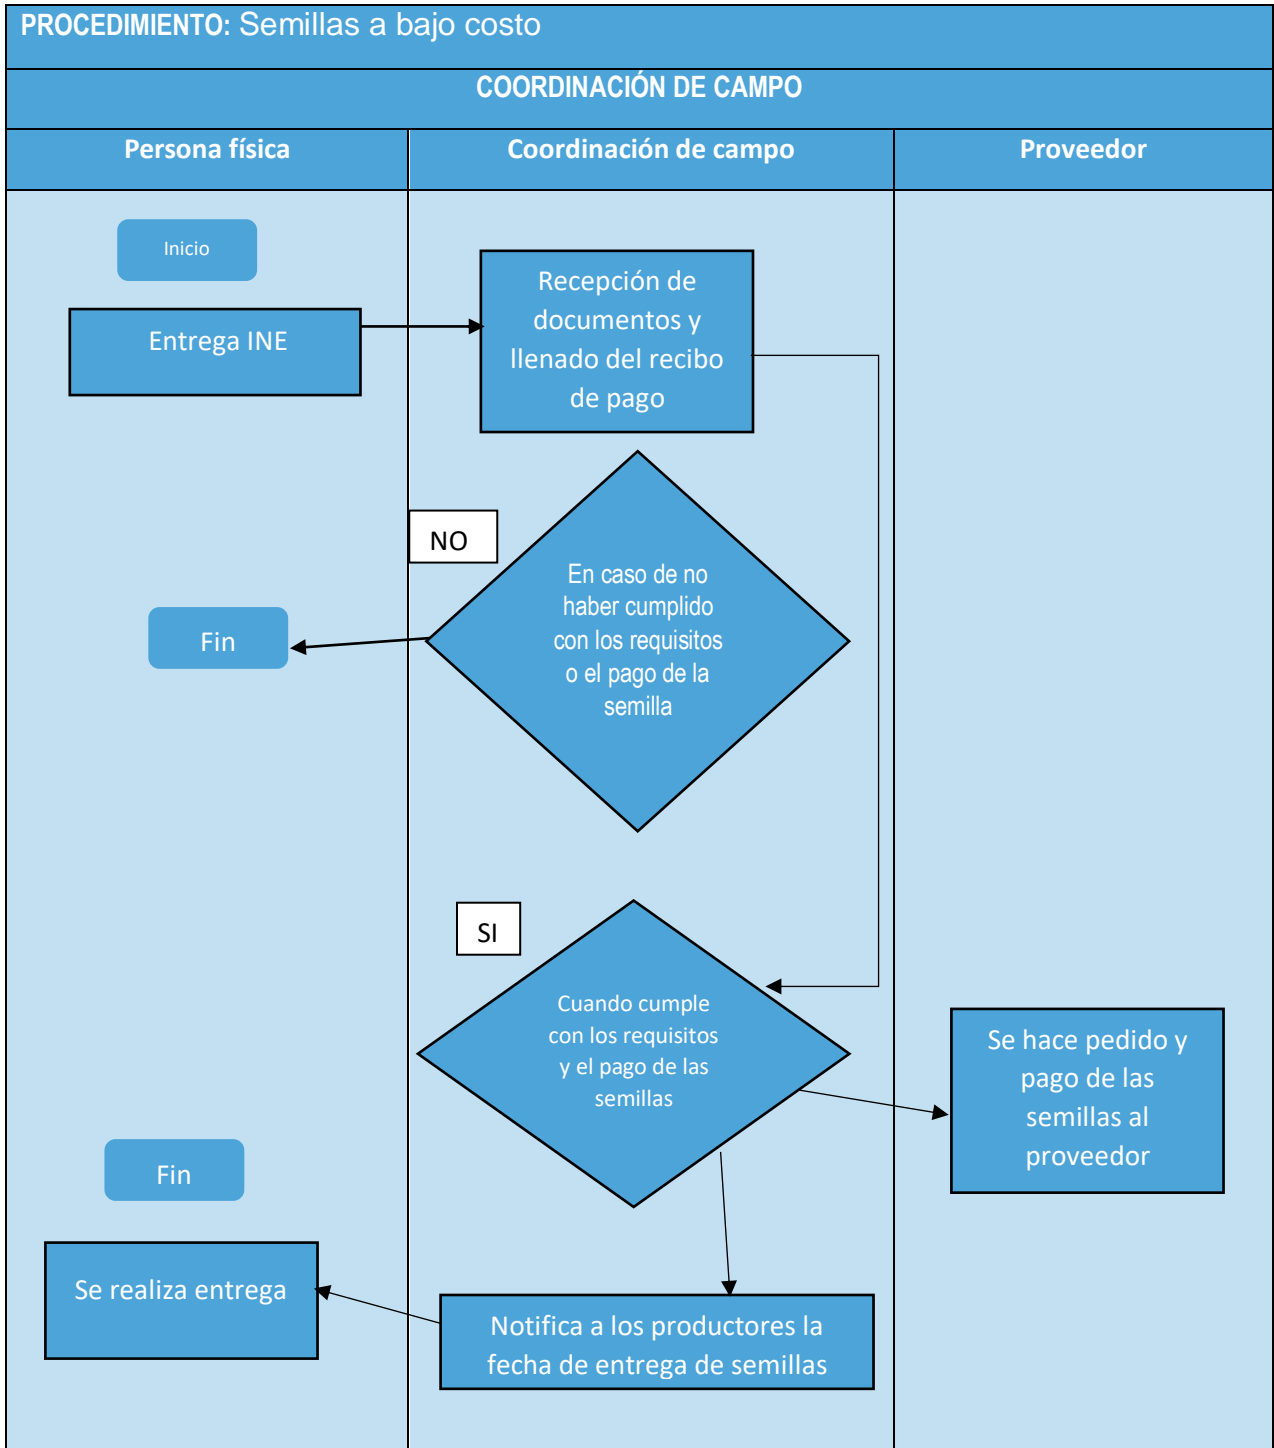 PROCEDIMIENTO: Semillas a bajo costo
COORDINACIÓN DE CAMPO
Persona física
Coordinación de campo
Proveedor
Inicio
Entrega INE
Recepción de
documentos y
llenado del recibo
de pago
NO
En caso de no
haber cumplido
con los requisitos
o el pago de la
semilla
Fin
SI
Cuando cumple
con los requisitos
y el pago de las
semillas
Se hace pedido y
pago de las
semillas al
proveedor
Fin
Se realiza entrega
Notifica a los productores la
fecha de entrega de semillas